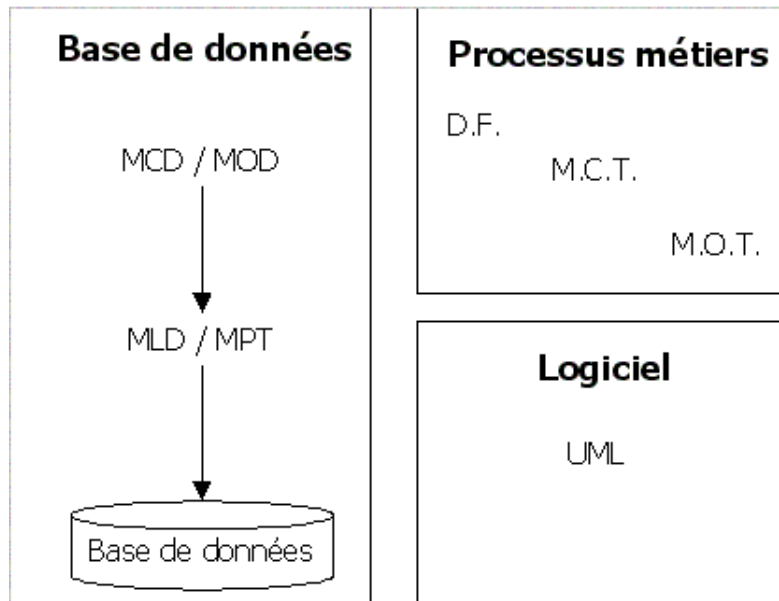 Base de données
MCD / MOD
MLD / MPT
Base de données
Processus métiers
D.F.
M.C.T.
M.O.T.
Logiciel
UML